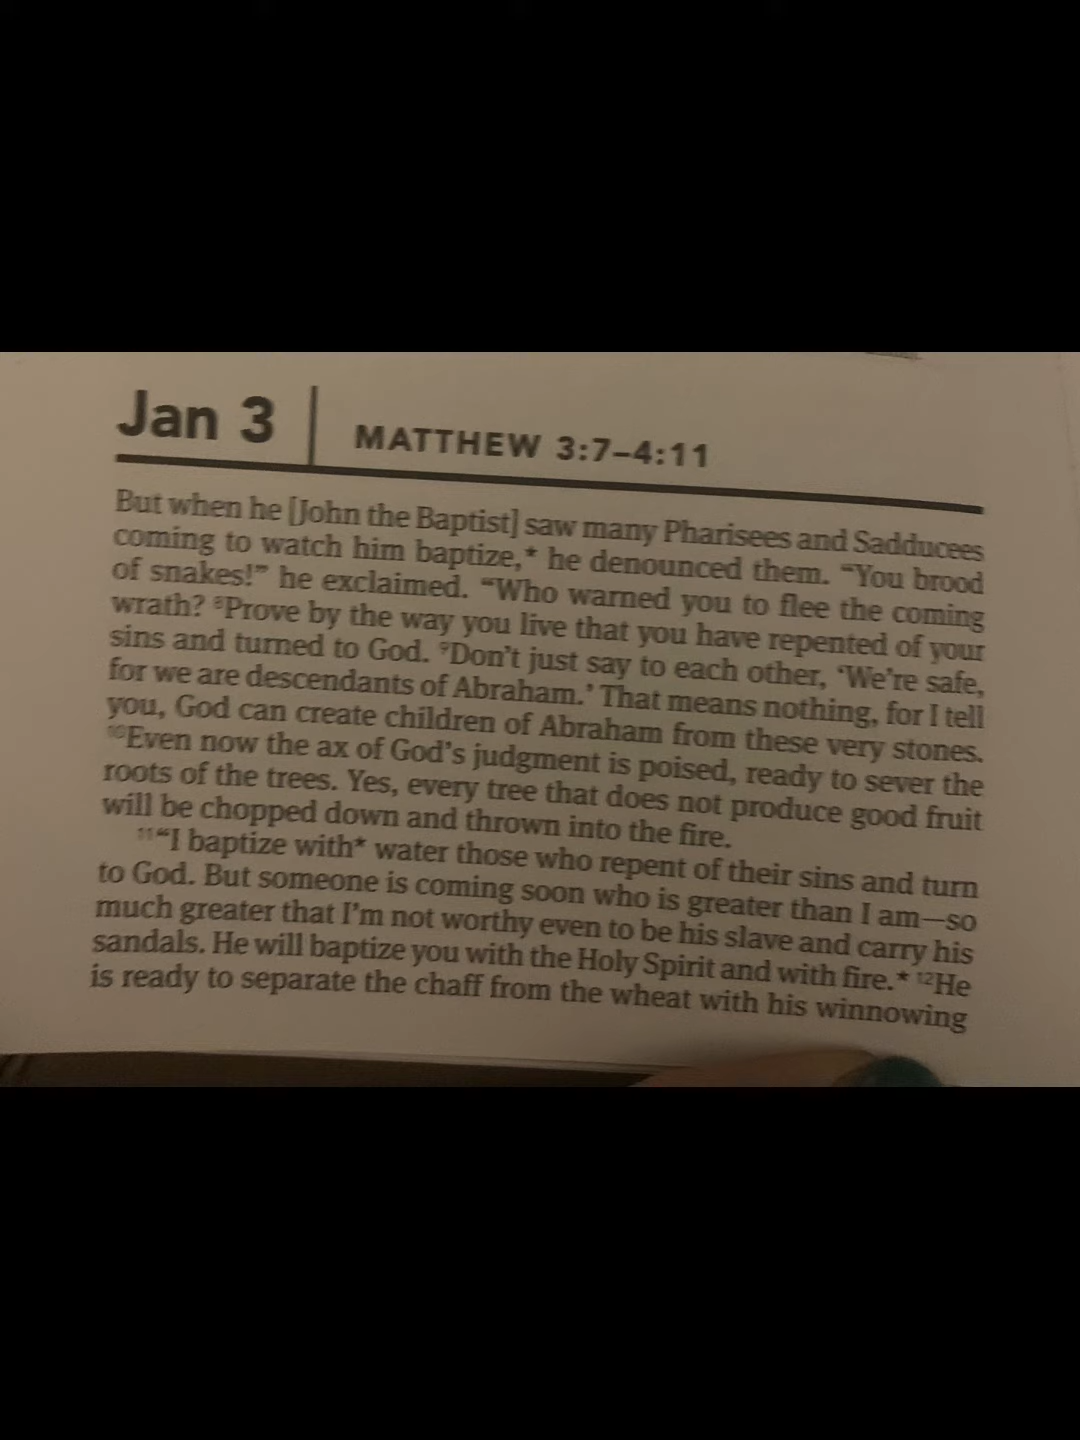 Jan 3 | MATTHEW 3:7–4:11
But when he [John the Baptist] saw many Pharisees and Sadducees
coming to watch him baptize,* he denounced them. “You brood
of snakes!” he exclaimed. “Who warned you to flee the coming
wrath? ⁸Prove by the way you live that you have repented of your
sins and turned to God. ⁹Don’t just say to each other, ‘We’re safe,
for we are descendants of Abraham.’ That means nothing, for I tell
you, God can create children of Abraham from these very stones.
¹⁰Even now the ax of God’s judgment is poised, ready to sever the
roots of the trees. Yes, every tree that does not produce good fruit
will be chopped down and thrown into the fire.
¹¹“I baptize with* water those who repent of their sins and turn
to God. But someone is coming soon who is greater than I am—so
much greater that I’m not worthy even to be his slave and carry his
sandals. He will baptize you with the Holy Spirit and with fire.* ¹²He
is ready to separate the chaff from the wheat with his winnowing